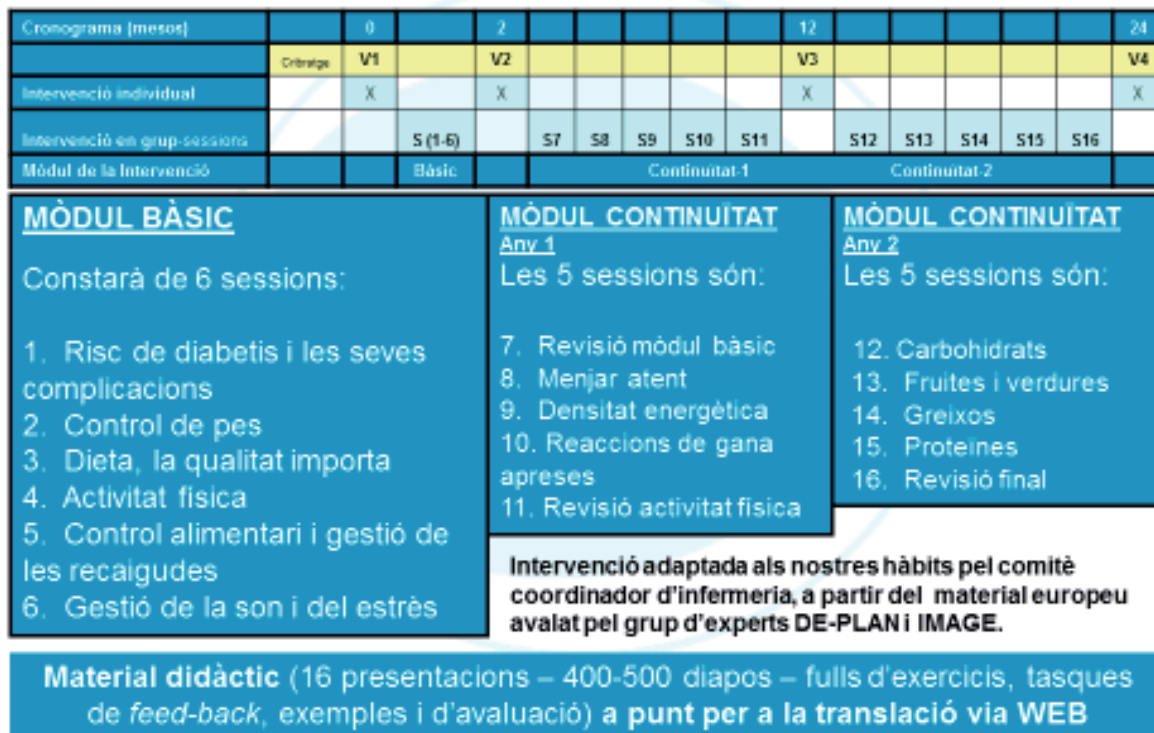 Cronograma (mesos) 0 2 12 24
Cribratge V1 V2 V3 V4
Intervenció individual X X X X
Intervenció en grup-sessions S (1-6) S7 S8 S9 S10 S11 S12 S13 S14 S15 S16
Mòdul de la Intervenció Bàsic Continuïtat-1 Continuïtat-2
MÒDUL BÀSIC
Constarà de 6 sessions:
1. Risc de diabetis i les seves
complicacions
2. Control de pes
3. Dieta, la qualitat importa
4. Activitat física
5. Control alimentari i gestió de
les recaigudes
6. Gestió de la son i del estrès
MÒDUL CONTINUÏTAT
Any 1
Les 5 sessions són:
7. Revisió mòdul bàsic
8. Menjar atent
9. Densitat energètica
10. Reaccions de gana
apreses
11. Revisió activitat física
MÒDUL CONTINUÏTAT
Any 2
Les 5 sessions són:
12. Carbohidrats
13. Fruites i verdures
14. Greixos
15. Proteïnes
16. Revisió final
Intervenció adaptada als nostres hàbits pel comitè
coordinador d'infermeria, a partir del material europeu
avalat pel grup d'experts DE-PLAN i IMAGE.
Material didàctic (16 presentacions – 400-500 diapos – fulls d'exercicis, tasques
de feed-back, exemples i d'avaluació) a punt per a la translació via WEB